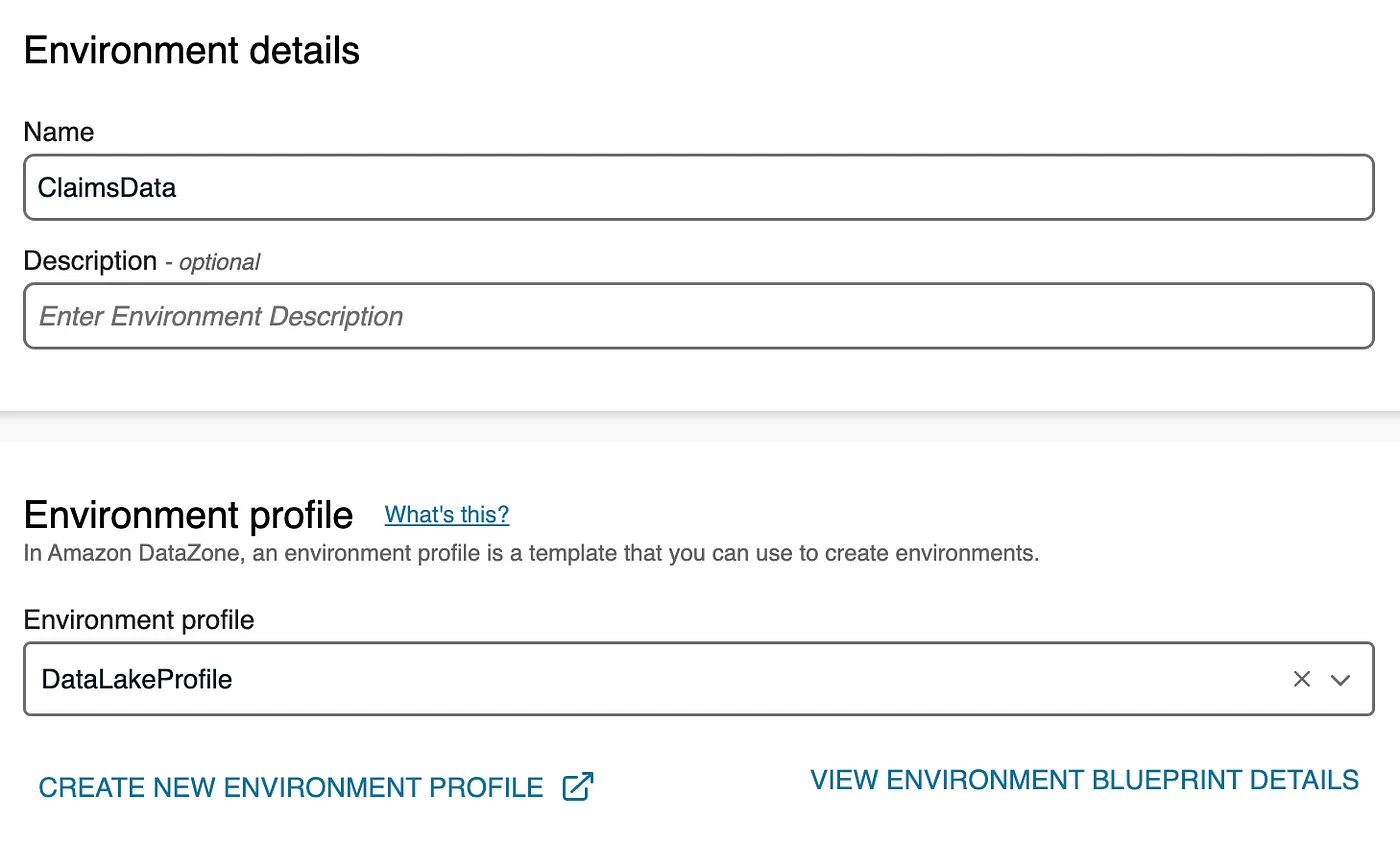 Environment details
Name
ClaimsData
Description - optional
Enter Environment Description
Environment profile What's this?
In Amazon DataZone, an environment profile is a template that you can use to create environments.
Environment profile
DataLakeProfile
CREATE NEW ENVIRONMENT PROFILE VIEW ENVIRONMENT BLUEPRINT DETAILS